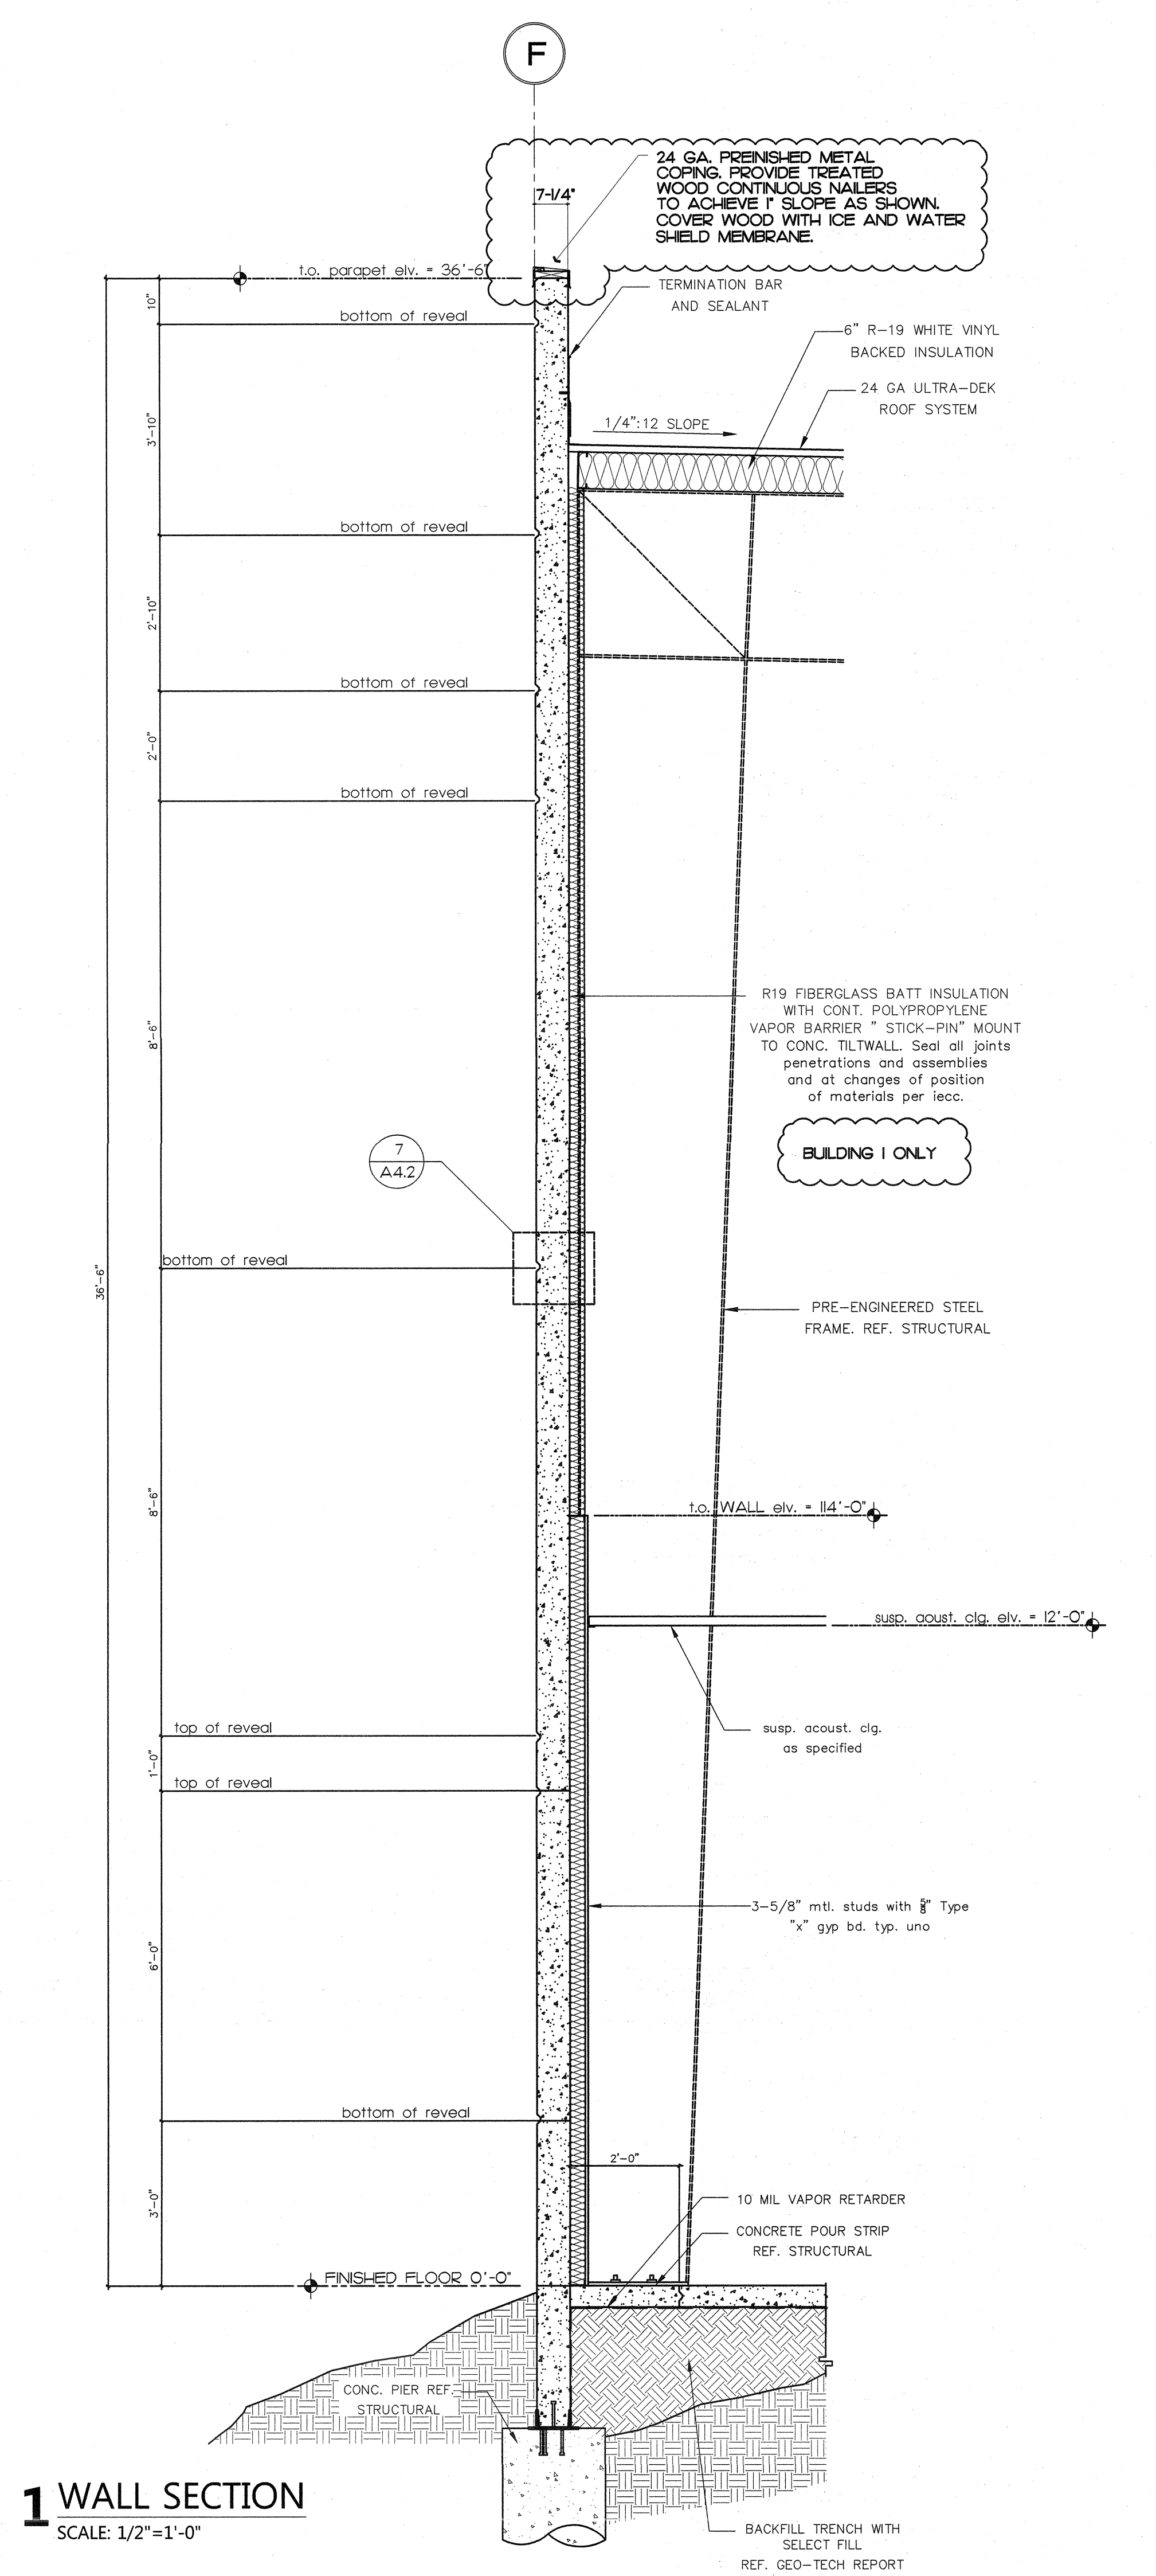 F
24 GA. PREINISHED METAL
COPING. PROVIDE TREATED
WOOD CONTINUOUS NAILERS
TO ACHIEVE 1" SLOPE AS SHOWN.
COVER WOOD WITH ICE AND WATER
SHIELD MEMBRANE.
7-1/4"
t.o. parapet elv. = 36'-6"
TERMINATION BAR
AND SEALANT
10"
bottom of reveal
6" R-19 WHITE VINYL
BACKED INSULATION
24 GA ULTRA-DEK
ROOF SYSTEM
1/4":12 SLOPE
3'-10"
bottom of reveal
2'-10"
bottom of reveal
2'-0"
bottom of reveal
8'-6"
R19 FIBERGLASS BATT INSULATION
WITH CONT. POLYPROPYLENE
VAPOR BARRIER " STICK-PIN" MOUNT
TO CONC. TILTWALL. Seal all joints
penetrations and assemblies
and at changes of position
of materials per iecc.
BUILDING 1 ONLY
7
A4.2
bottom of reveal
36'-6"
PRE-ENGINEERED STEEL
FRAME. REF. STRUCTURAL
8'-6"
t.o. WALL elv. = 114'-0"
susp. aoust. clg. elv. = 12'-0"
susp. acoust. clg.
as specified
top of reveal
1'-0"
top of reveal
3-5/8" mtl. studs with 5/8" Type
"x" gyp bd. typ. uno
6'-0"
bottom of reveal
2'-0"
3'-0"
10 MIL VAPOR RETARDER
CONCRETE POUR STRIP
REF. STRUCTURAL
FINISHED FLOOR 0'-0"
CONC. PIER REF.
STRUCTURAL
1 WALL SECTION
SCALE: 1/2"=1'-0"
BACKFILL TRENCH WITH
SELECT FILL
REF. GEO-TECH REPORT